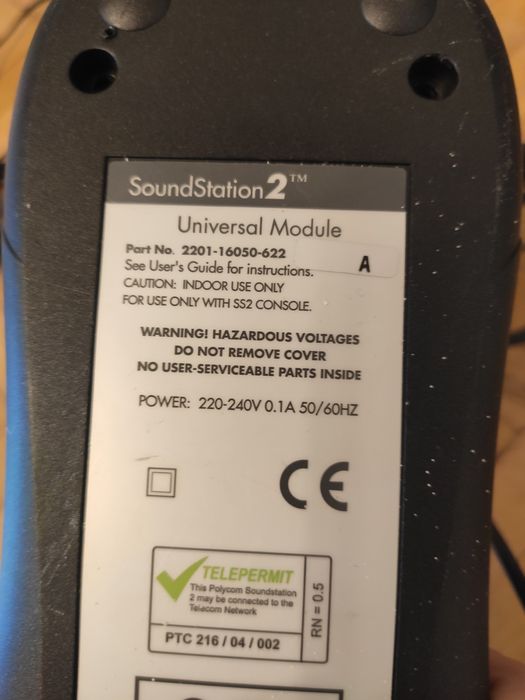 SoundStation2™
Universal Module
Part No. 2201-16050-622
See User's Guide for instructions.
A
CAUTION: INDOOR USE ONLY
FOR USE ONLY WITH SS2 CONSOLE.
WARNING! HAZARDOUS VOLTAGES
DO NOT REMOVE COVER
NO USER-SERVICEABLE PARTS INSIDE
POWER: 220-240V 0.1A 50/60HZ
CE
TELEPERMIT
This Polycom Soundstation
2 may be connected to the
Telecom Network
PTC 216 / 04 / 002
RN = 0.5